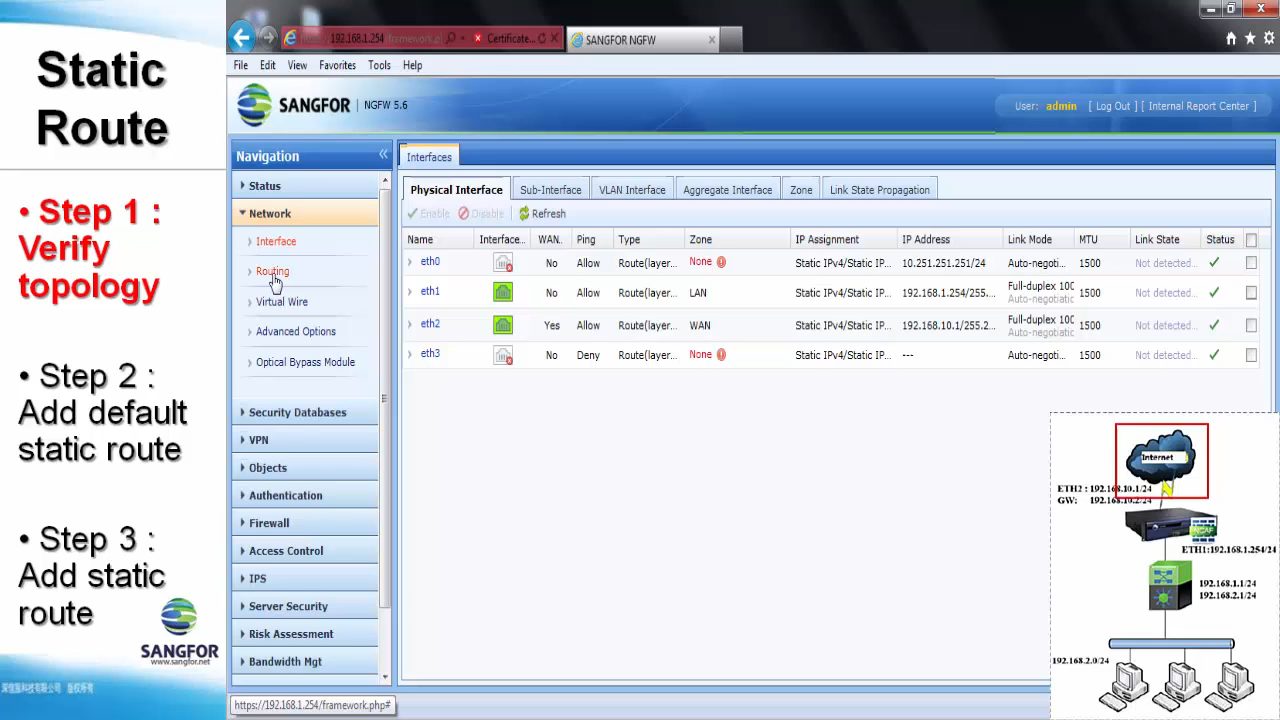 Static
Route
• Step 1 :
Verify
topology
• Step 2 :
Add default
static route
• Step 3 :
Add static
route
SANGFOR
www.sangfor.net
192.168.1.254
Certificate...
SANGFOR NGFW
File Edit View Favorites Tools Help
SANGFOR NGFW 5.6
User: admin [ Log Out ] [ Internal Report Center ]
Navigation
Status
Network
Interface
Routing
Virtual Wire
Advanced Options
Optical Bypass Module
Security Databases
VPN
Objects
Authentication
Firewall
Access Control
IPS
Server Security
Risk Assessment
Bandwidth Mgt
https://192.168.1.254/framework.php#
Interfaces
Physical Interface Sub-Interface VLAN Interface Aggregate Interface Zone Link State Propagation
Enable Disable Refresh
Name Interface... WAN.. Ping Type Zone IP Assignment IP Address Link Mode MTU Link State Status
eth0 No Allow Route(layer... None Static IPv4/Static IP... 10.251.251.251/24 Auto-negoti... 1500 Not detected...
eth1 No Allow Route(layer... LAN Static IPv4/Static IP... 192.168.1.254/255... Full-duplex 100 Auto-negotiatic 1500 Not detected...
eth2 Yes Allow Route(layer... WAN Static IPv4/Static IP... 192.168.10.1/255.2... Full-duplex 100 Auto-negotiatic 1500 Not detected...
eth3 No Deny Route(layer... None Static IPv4/Static IP... --- Auto-negoti... 1500 Not detected...
Internet
ETH2 : 192.168.10.1/24
GW: 192.168.10.2/24
ETH1:192.168.1.254/24
192.168.1.1/24
192.168.2.1/24
192.168.2.0/24